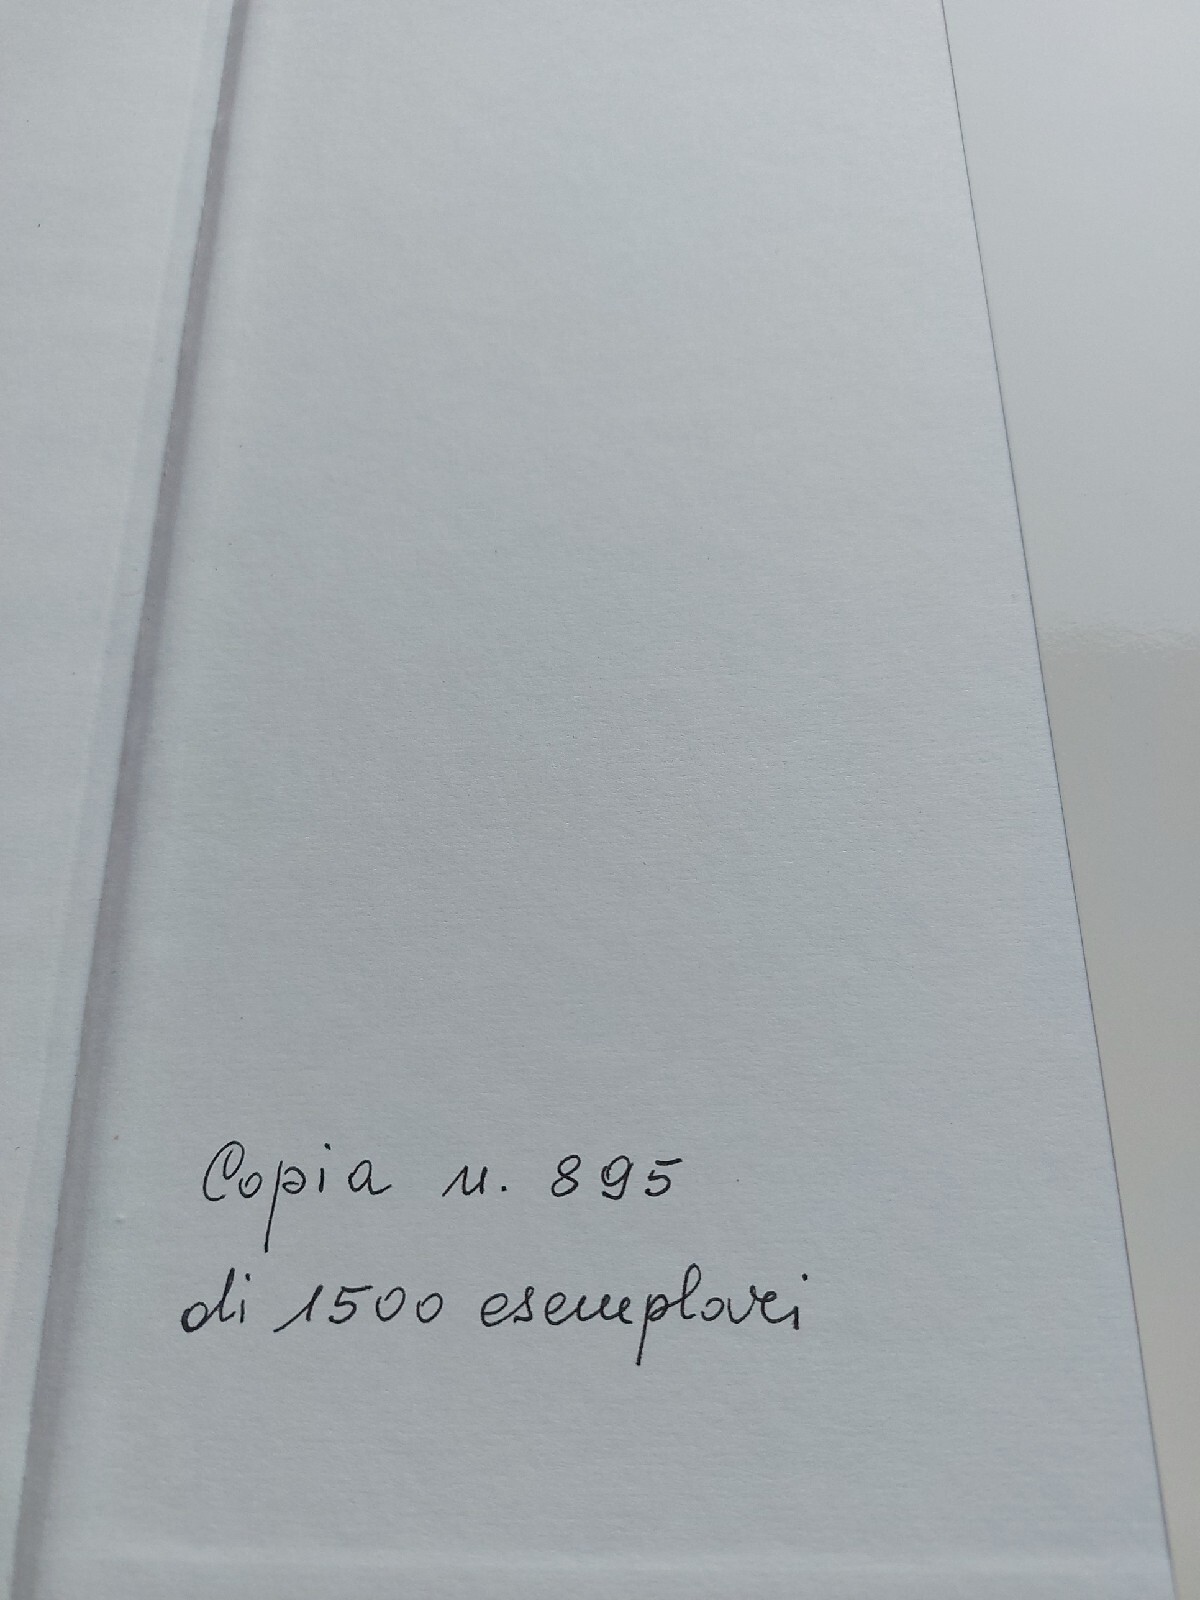 Copia n. 895
di 1500 esemplari